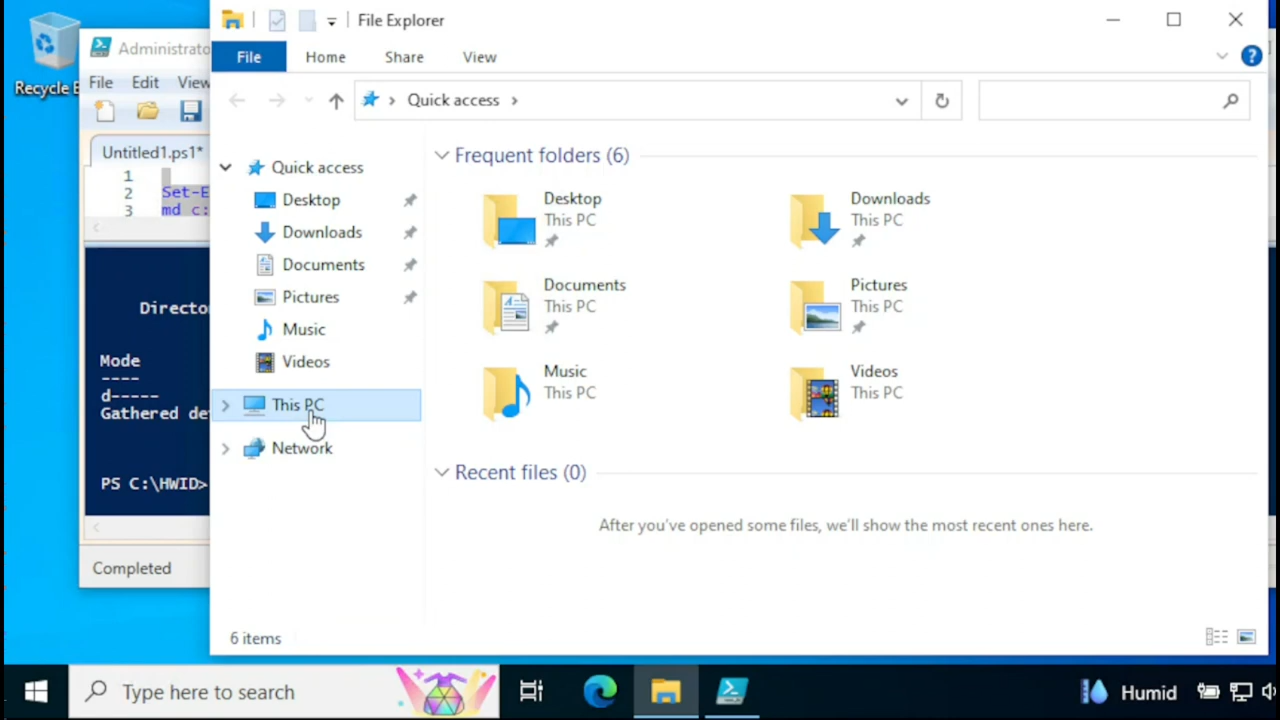 File Explorer
File Home Share View
Quick access
Recycle
Administrato
File Edit View
Untitled1.ps1*
1
2 Set-E
3 md c:
Directo
Mode
----
d-----
Gathered de
PS C:\HWID>
Completed
Quick access
Desktop
Downloads
Documents
Pictures
Music
Videos
This PC
Network
6 items
Frequent folders (6)
Desktop
This PC
Downloads
This PC
Documents
This PC
Pictures
This PC
Music
This PC
Videos
This PC
Recent files (0)
After you've opened some files, we'll show the most recent ones here.
Type here to search
Humid